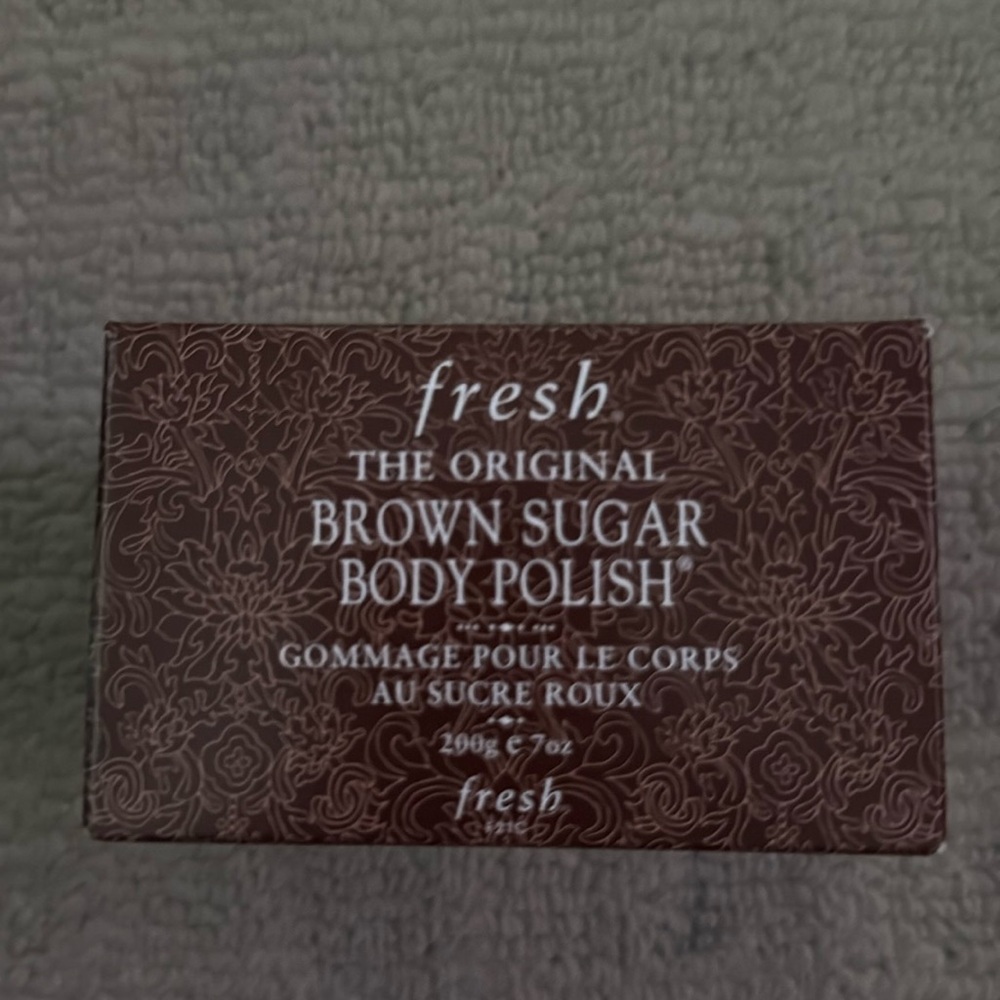 fresh
THE ORIGINAL
BROWN SUGAR
BODY POLISH®
GOMMAGE POUR LE CORPS
AU SUCRE ROUX
200g e 7oz
fresh